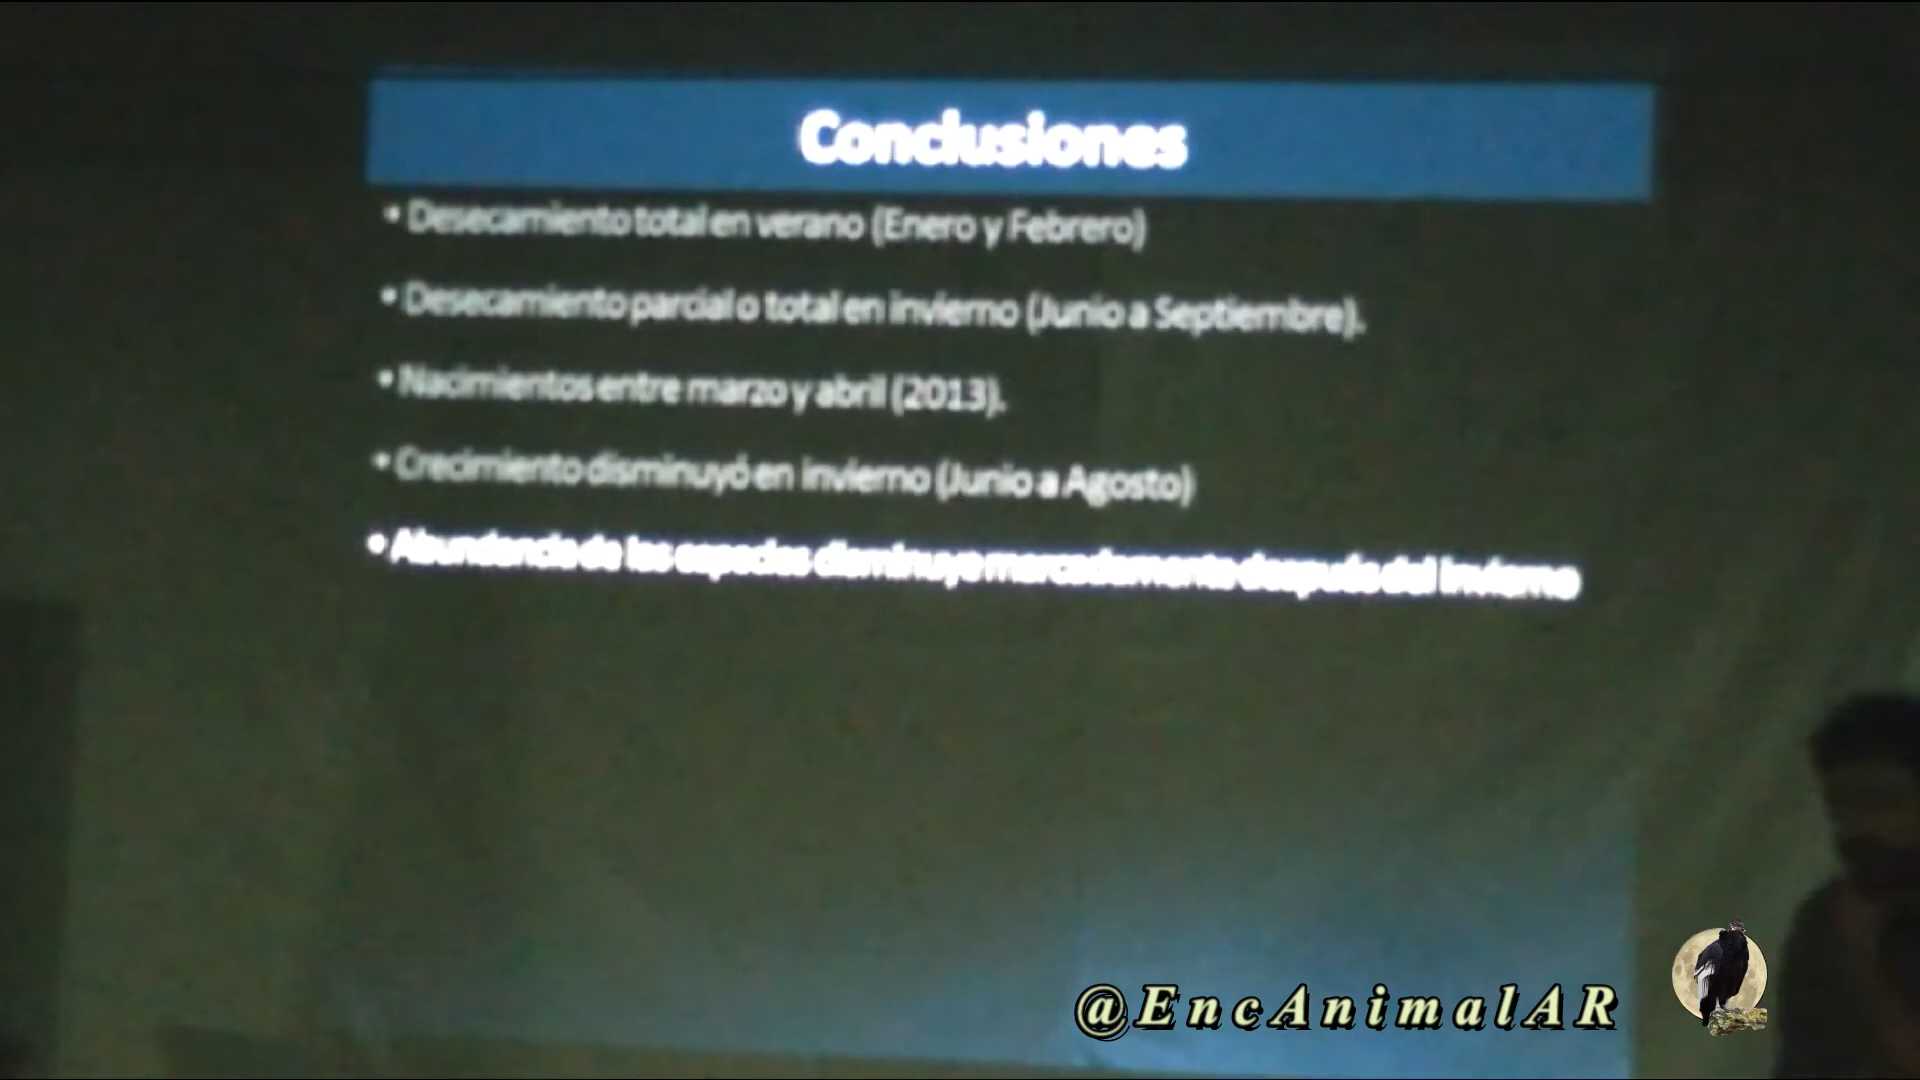 Conclusiones
• Desecamiento total en verano (Enero y Febrero)
• Desecamiento parcial o total en invierno (Junio a Septiembre).
• Nacimientos entre marzo y abril (2013).
• Crecimiento disminuyó en invierno (Junio a Agosto)
• Abundancia de las especies disminuye marcadamente después del invierno
@EncAnimalAR